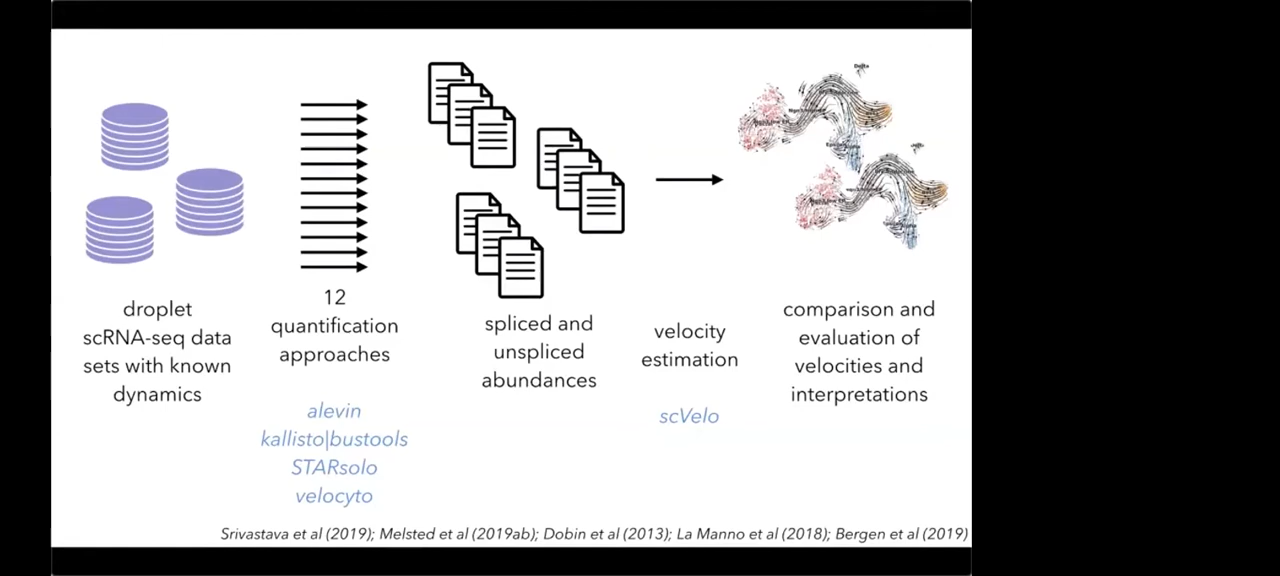 droplet
scRNA-seq data
sets with known
dynamics
12
quantification
approaches
alevin
kallisto|bustools
STARsolo
velocyto
spliced and
unspliced
abundances
velocity
estimation
scVelo
comparison and
evaluation of
velocities and
interpretations
Srivastava et al (2019); Melsted et al (2019ab); Dobin et al (2013); La Manno et al (2018); Bergen et al (2019)